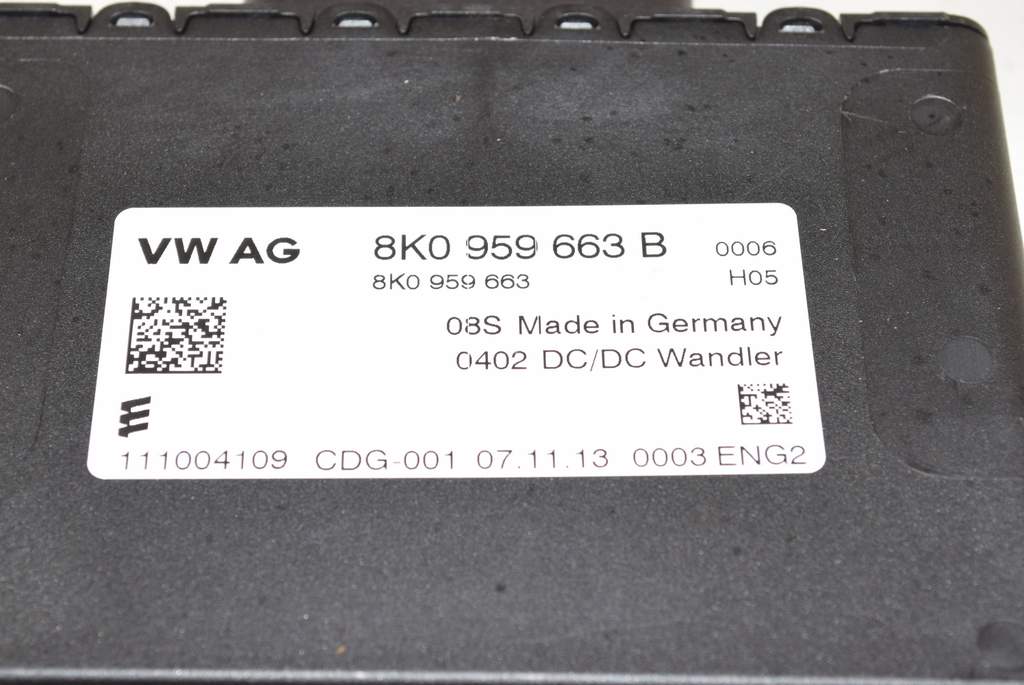 VW AG 8K0 959 663 B 0006
8K0 959 663 H05
08S Made in Germany
0402 DC/DC Wandler
111004109 CDG-001 07.11.13 0003 ENG2